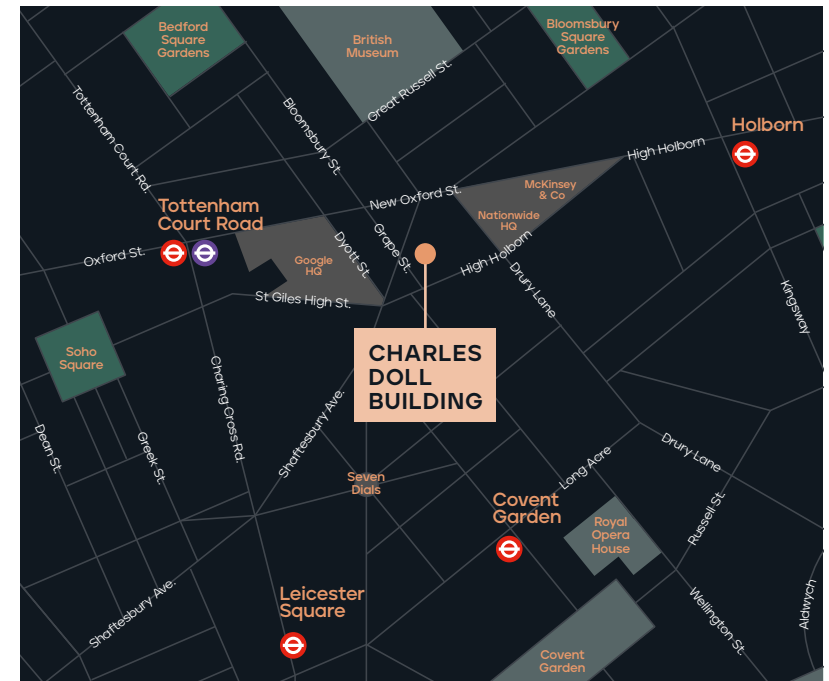 Bedford
Square
Gardens
British
Museum
Bloomsbury
Square
Gardens
Great Russell St.
Tottenham Court Rd.
Bloomsbury St.
Holborn
High Holborn
New Oxford St.
McKinsey
& Co
Nationwide
HQ
Tottenham
Court Road
Oxford St.
Google
HQ
Dyott St.
Grape St.
High Holborn
Drury Lane
Kingsway
St Giles High St.
CHARLES
DOLL
BUILDING
Soho
Square
Charing Cross Rd.
Shaftesbury Ave.
Dean St.
Greek St.
Seven
Dials
Long Acre
Drury Lane
Covent
Garden
Royal
Opera
House
Russell St.
Leicester
Square
Shaftesbury Ave.
Wellington St.
Aldwych
Covent
Garden